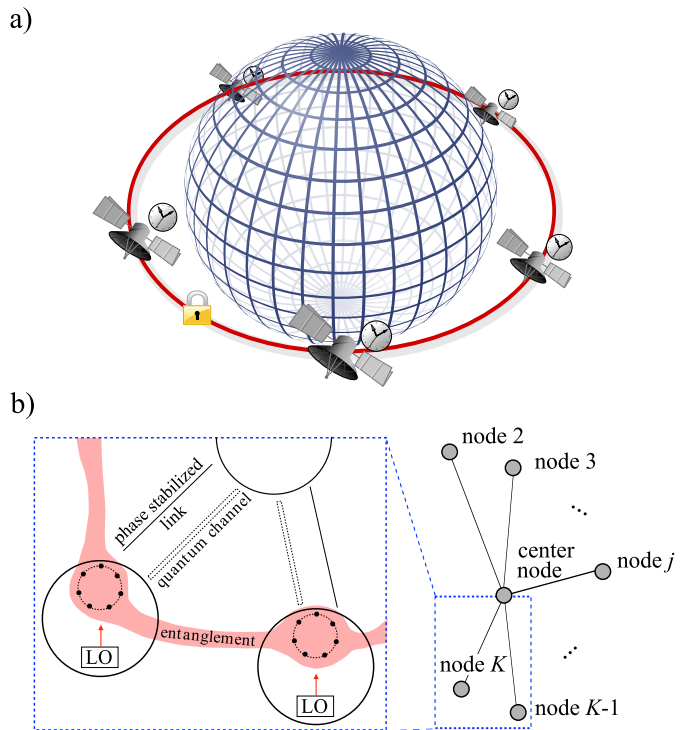 a)
b)
node 2
node 3
...
phase stabilized
link
quantum channel
center
node
node j
entanglement
...
node K
LO
LO
node K-1